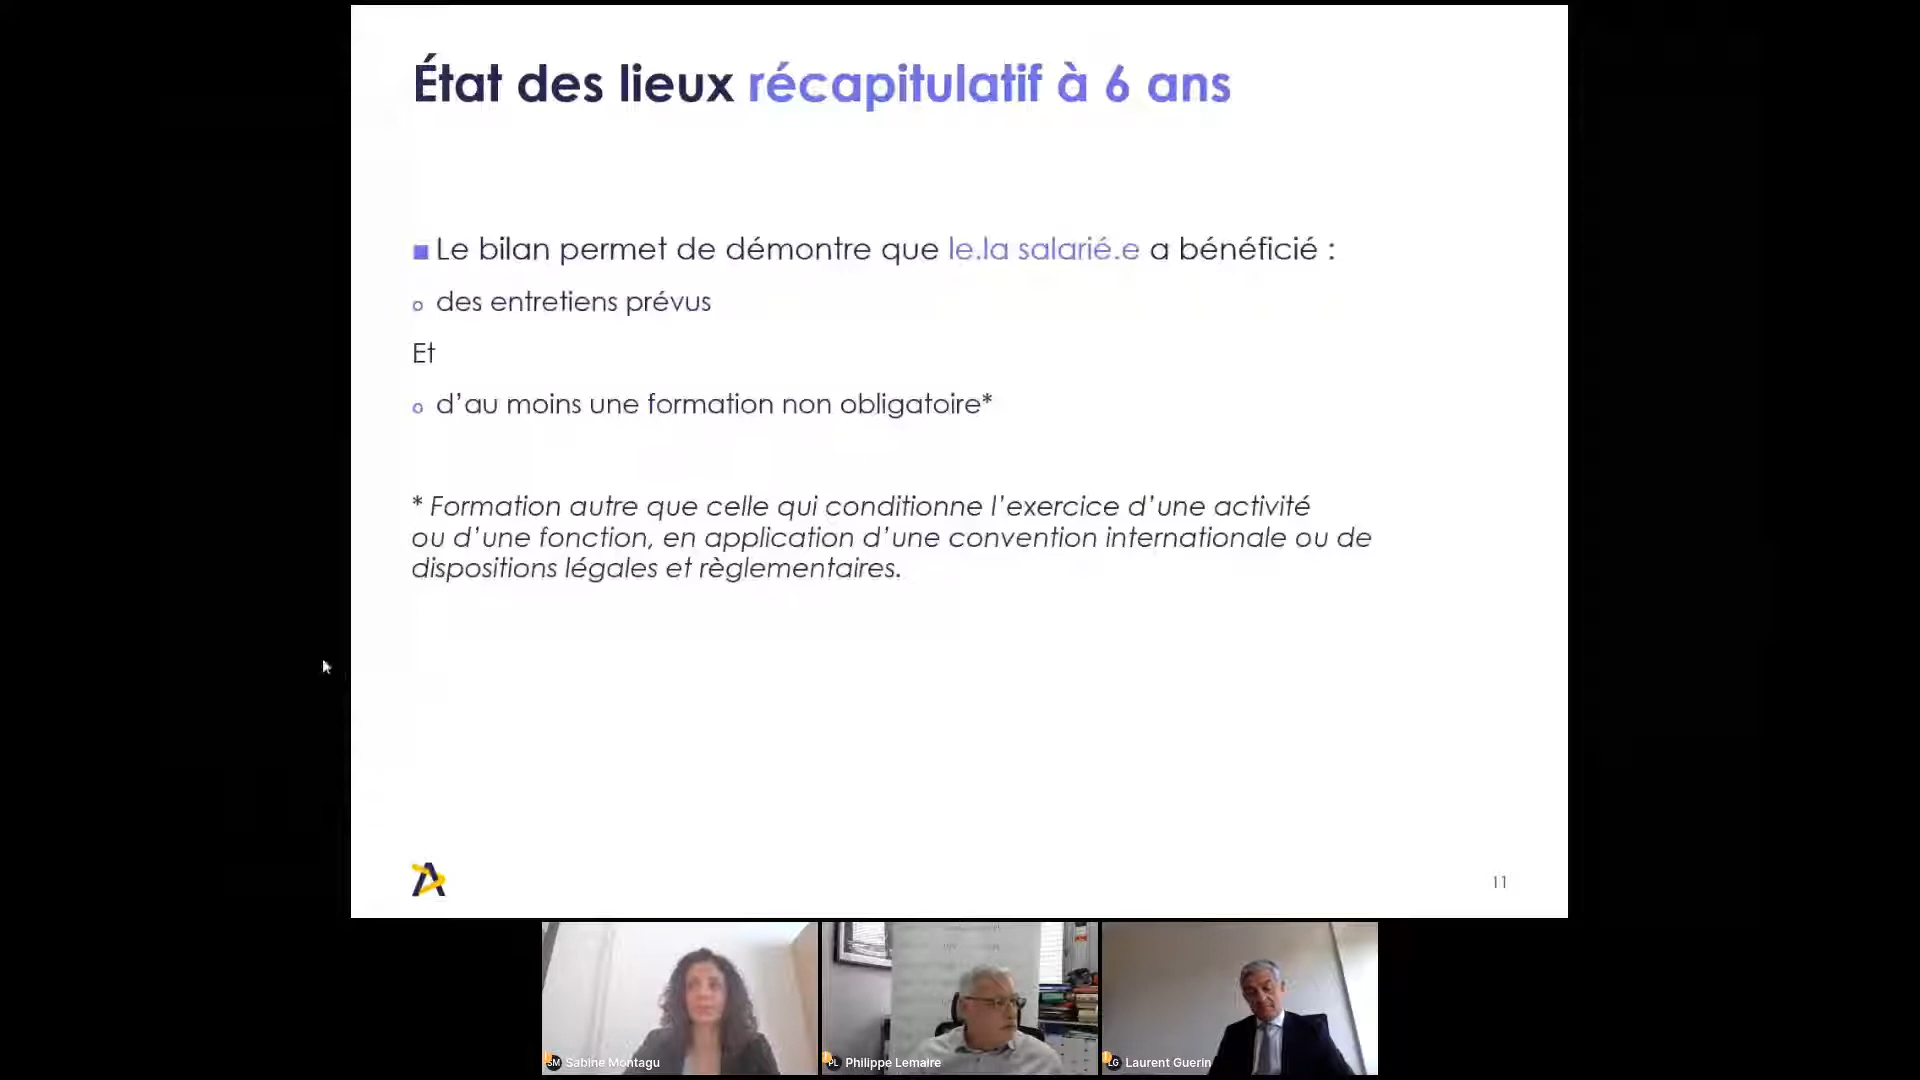 État des lieux récapitulatif à 6 ans
Le bilan permet de démontre que le.la salarié.e a bénéficié :
o des entretiens prévus
Et
o d’au moins une formation non obligatoire*
* Formation autre que celle qui conditionne l’exercice d’une activité
ou d’une fonction, en application d’une convention internationale ou de
dispositions légales et règlementaires.
11
SM Sabine Montagu
PL Philippe Lemaire
LG Laurent Guerin